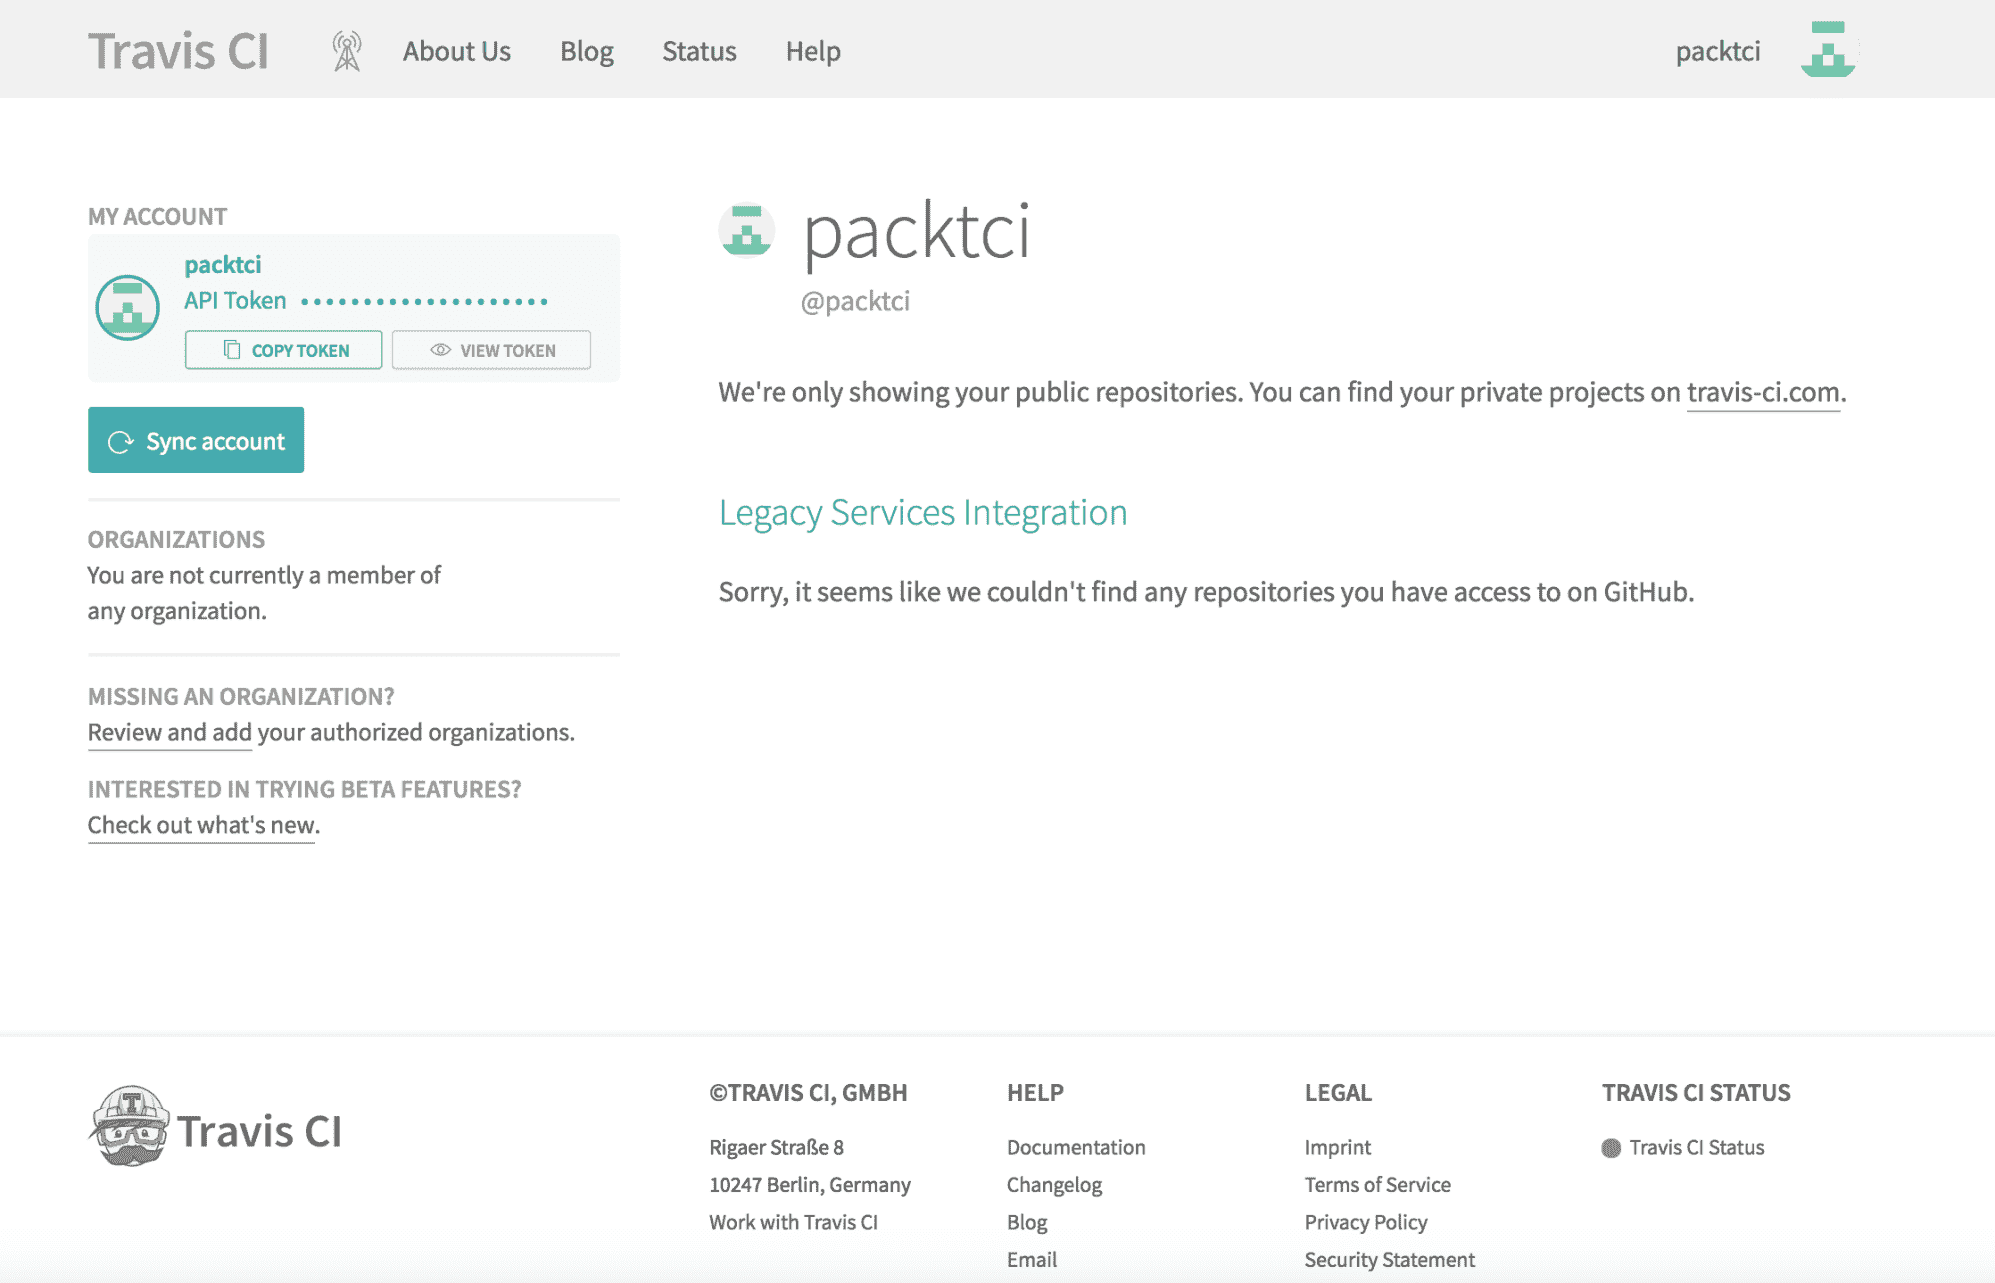 Travis CI
About Us
Blog
Status
Help
packtci
MY ACCOUNT
packtci
API Token ••••••••••••••••••••
COPY TOKEN
VIEW TOKEN
Sync account
ORGANIZATIONS
You are not currently a member of
any organization.
MISSING AN ORGANIZATION?
Review and add your authorized organizations.
INTERESTED IN TRYING BETA FEATURES?
Check out what's new.
packtci
@packtci
We're only showing your public repositories. You can find your private projects on travis-ci.com.
Legacy Services Integration
Sorry, it seems like we couldn't find any repositories you have access to on GitHub.
T
Travis CI
©TRAVIS CI, GMBH
Rigaer Straße 8
10247 Berlin, Germany
Work with Travis CI
HELP
Documentation
Changelog
Blog
Email
LEGAL
Imprint
Terms of Service
Privacy Policy
Security Statement
TRAVIS CI STATUS
Travis CI Status